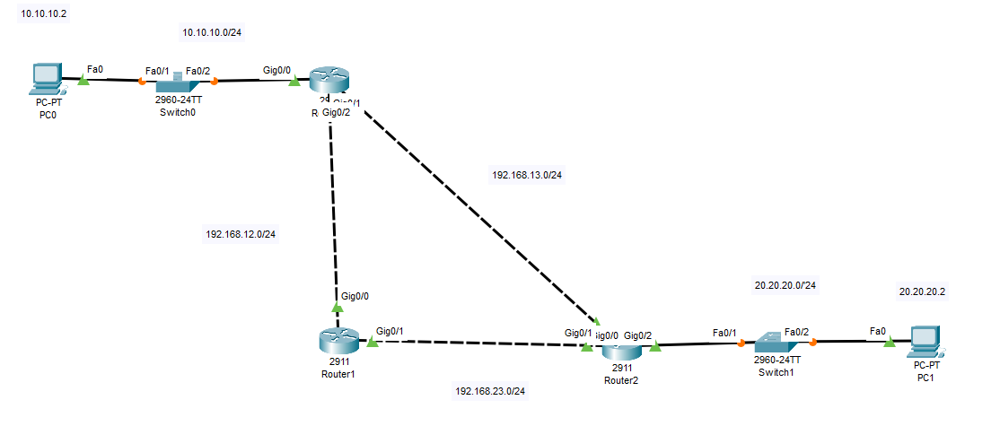 10.10.10.2
10.10.10.0/24
Fa0
Fa0/1
Fa0/2
Gig0/0
PC-PT
PC0
2960-24TT
Switch0
Gig0/2
192.168.13.0/24
192.168.12.0/24
Gig0/0
Gig0/1
2911
Router1
192.168.23.0/24
Gig0/1
Gig0/2
2911
Router2
20.20.20.0/'24
Fa0/1
Fa0/2
2960-24TT
Switch1
20.20.20.2
Fa0
PC-PT
PC1